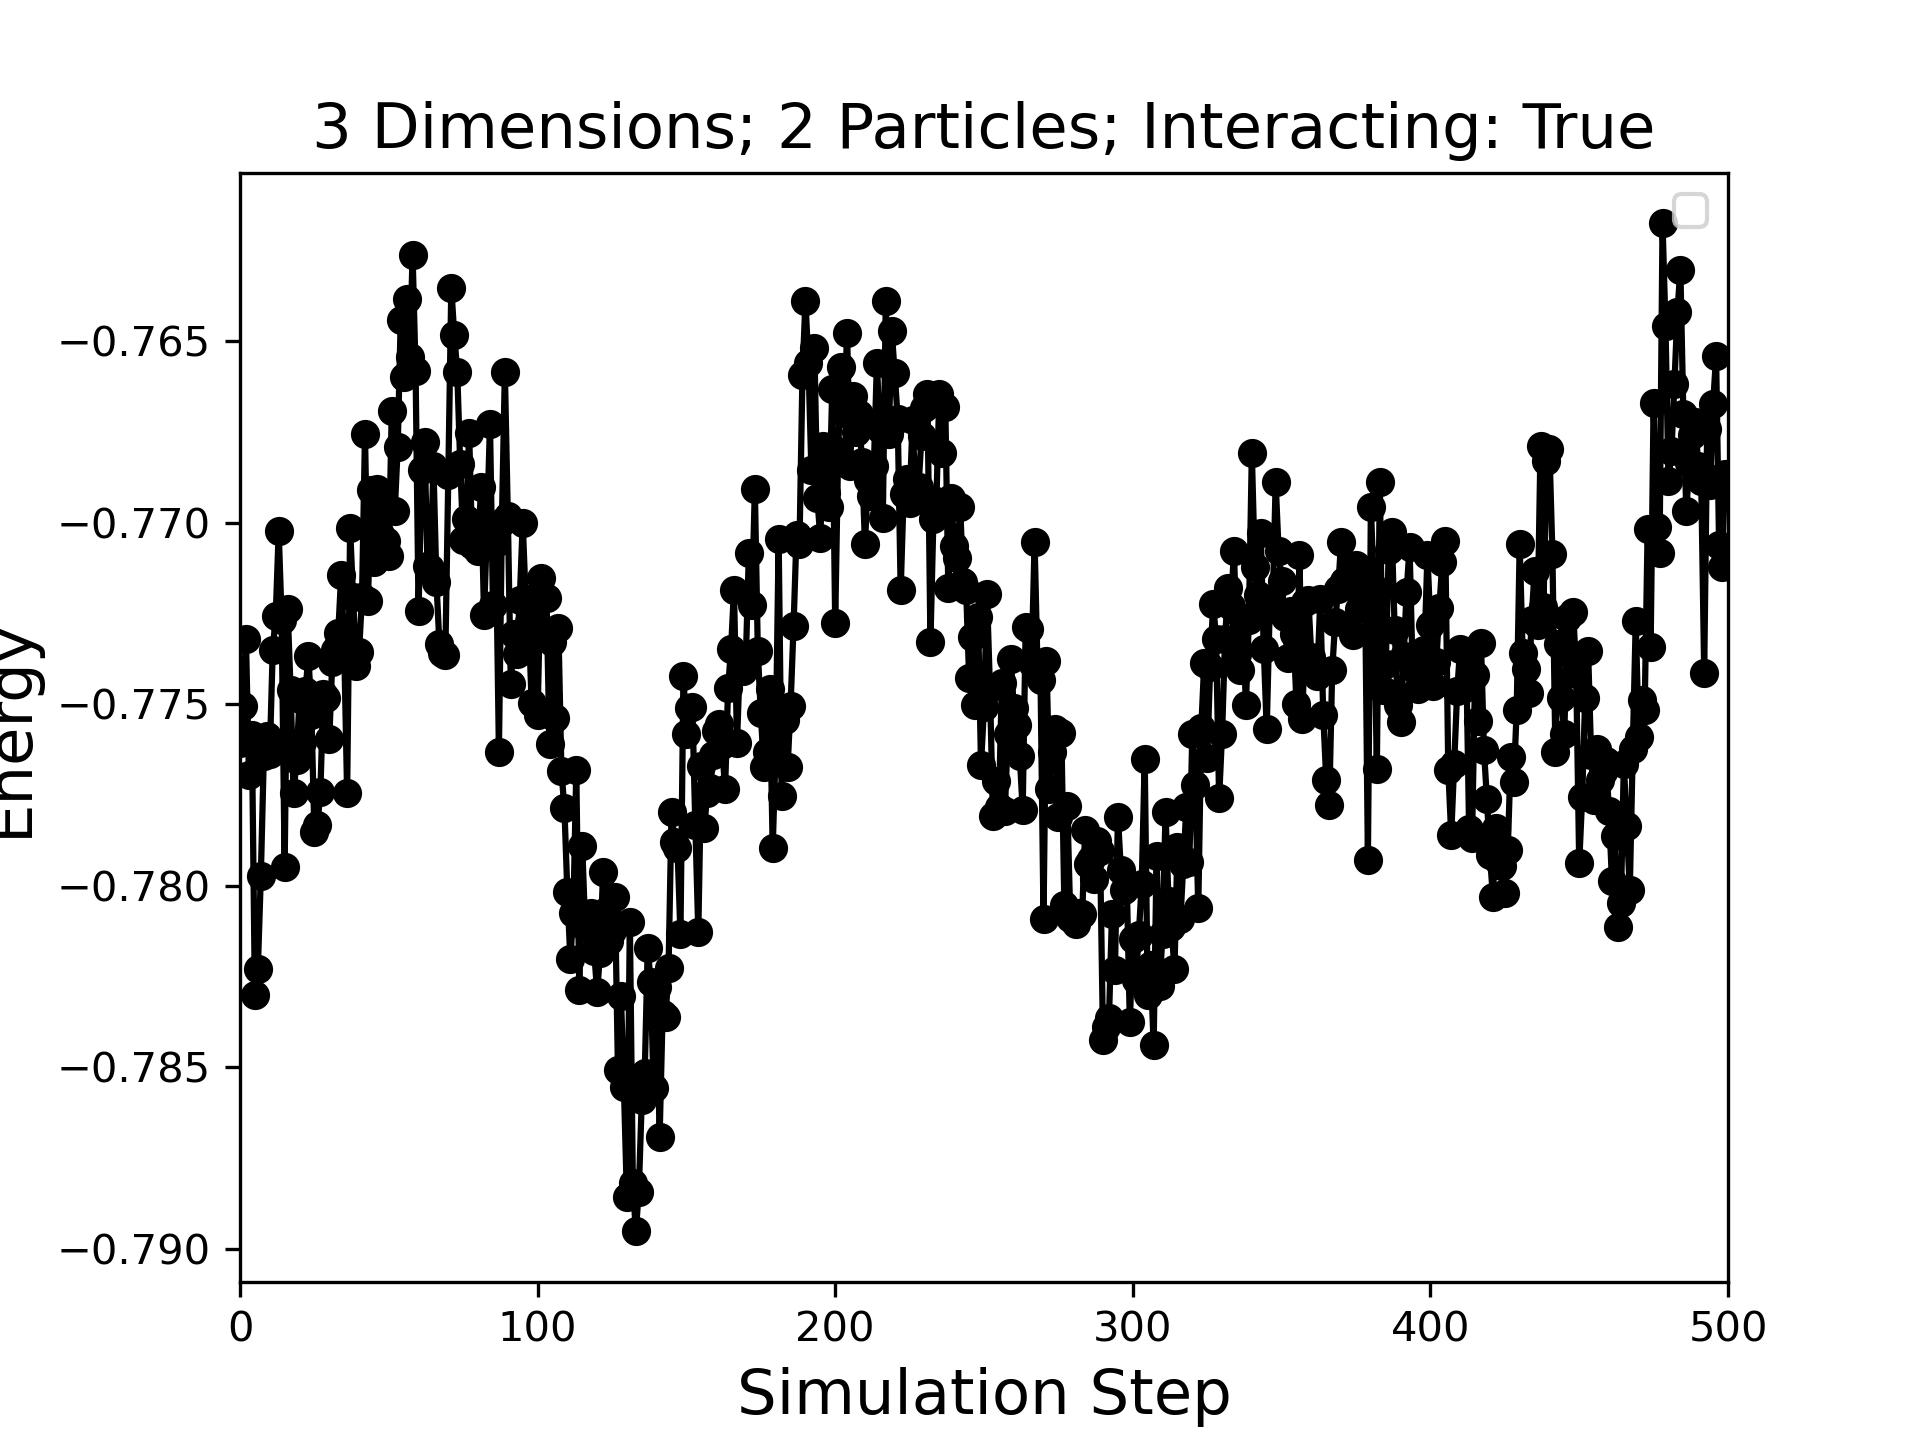 3 Dimensions; 2 Particles; Interacting: True
−0.765
−0.770
−0.775
−0.780
−0.785
−0.790
Energy
0 100 200 300 400 500
Simulation Step